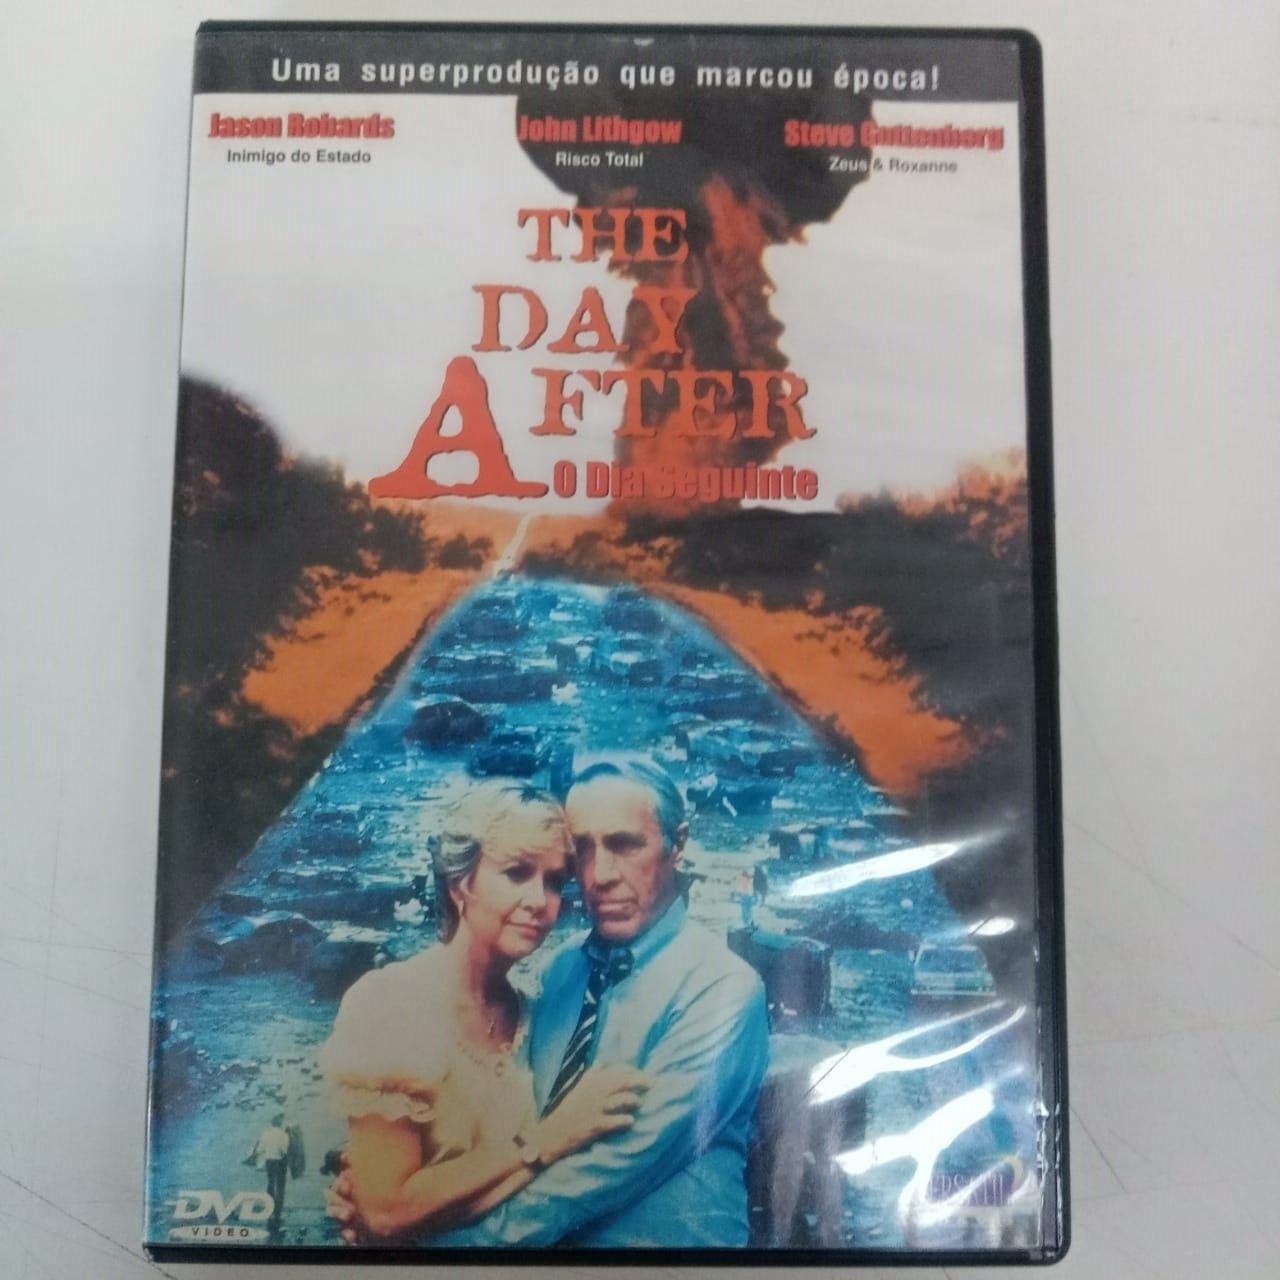 Uma superprodução que marcou época!
Jason Robards
Inimigo do Estado
John Lithgow
Risco Total
Steve Guttenberg
Zeus & Roxanne
THE
DAY
AFTER
O Dia Seguinte
DVD
VIDEO